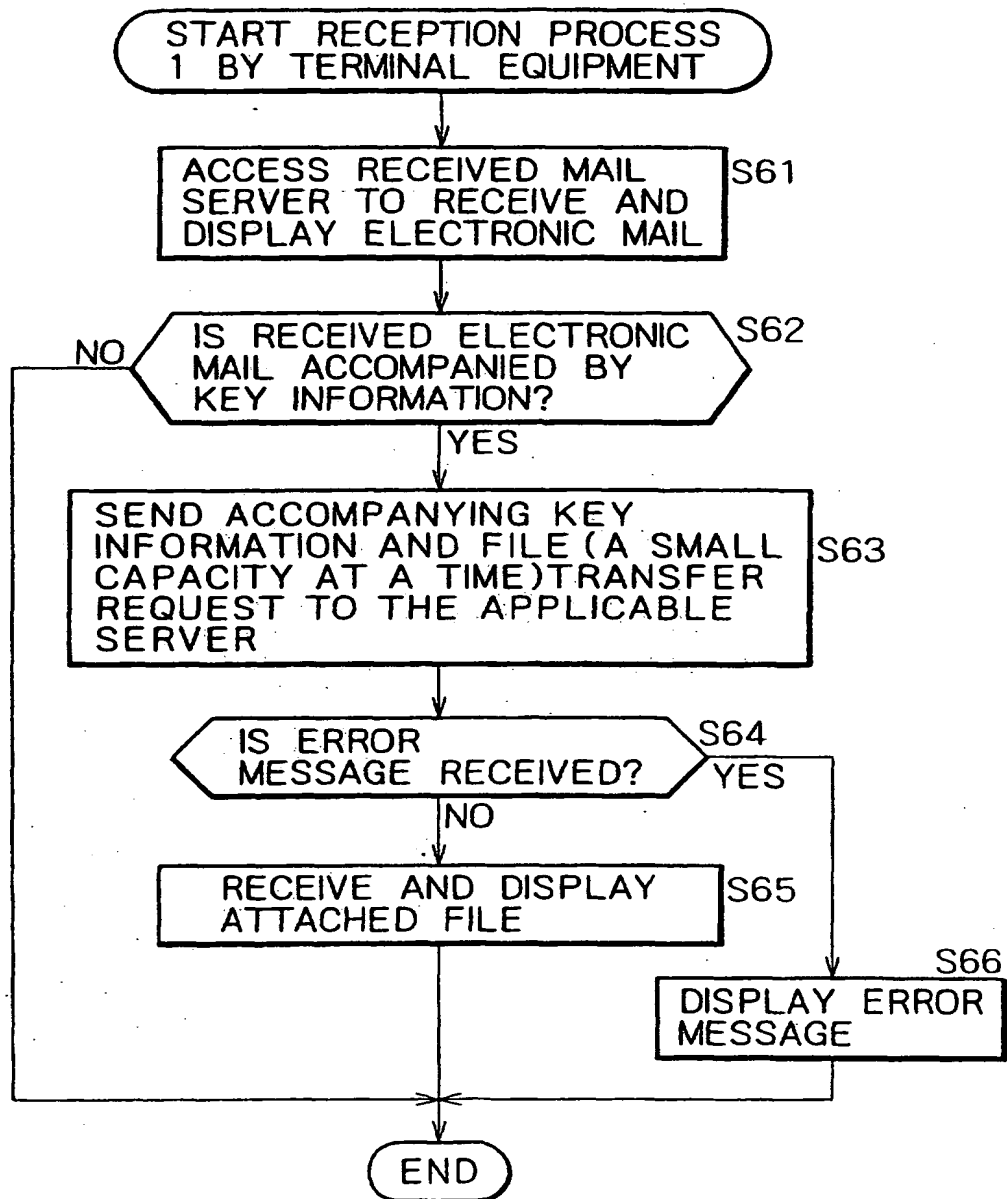 START RECEPTION PROCESS
1 BY TERMINAL EQUIPMENT
ACCESS RECEIVED MAIL
SERVER TO RECEIVE AND
DISPLAY ELECTRONIC MAIL
S61
IS RECEIVED ELECTRONIC
MAIL ACCOMPANIED BY
KEY INFORMATION?
S62
NO
YES
SEND ACCOMPANYING KEY
INFORMATION AND FILE (A SMALL
CAPACITY AT A TIME)TRANSFER
REQUEST TO THE APPLICABLE
SERVER
S63
IS ERROR
MESSAGE RECEIVED?
S64
YES
NO
RECEIVE AND DISPLAY
ATTACHED FILE
S65
S66
DISPLAY ERROR
MESSAGE
END